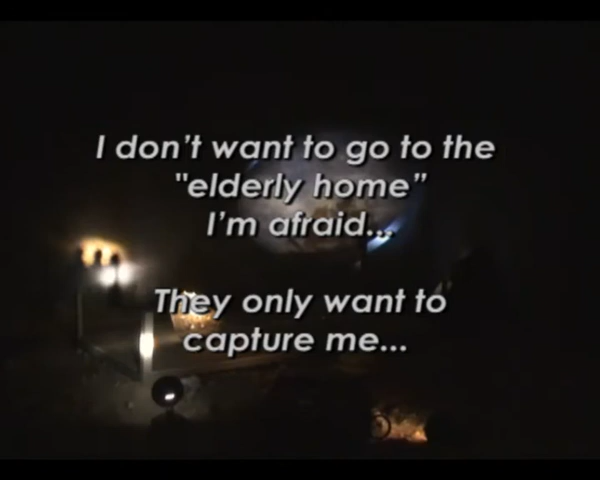 I don't want to go to the
"elderly home"
I'm afraid...
They only want to
capture me...